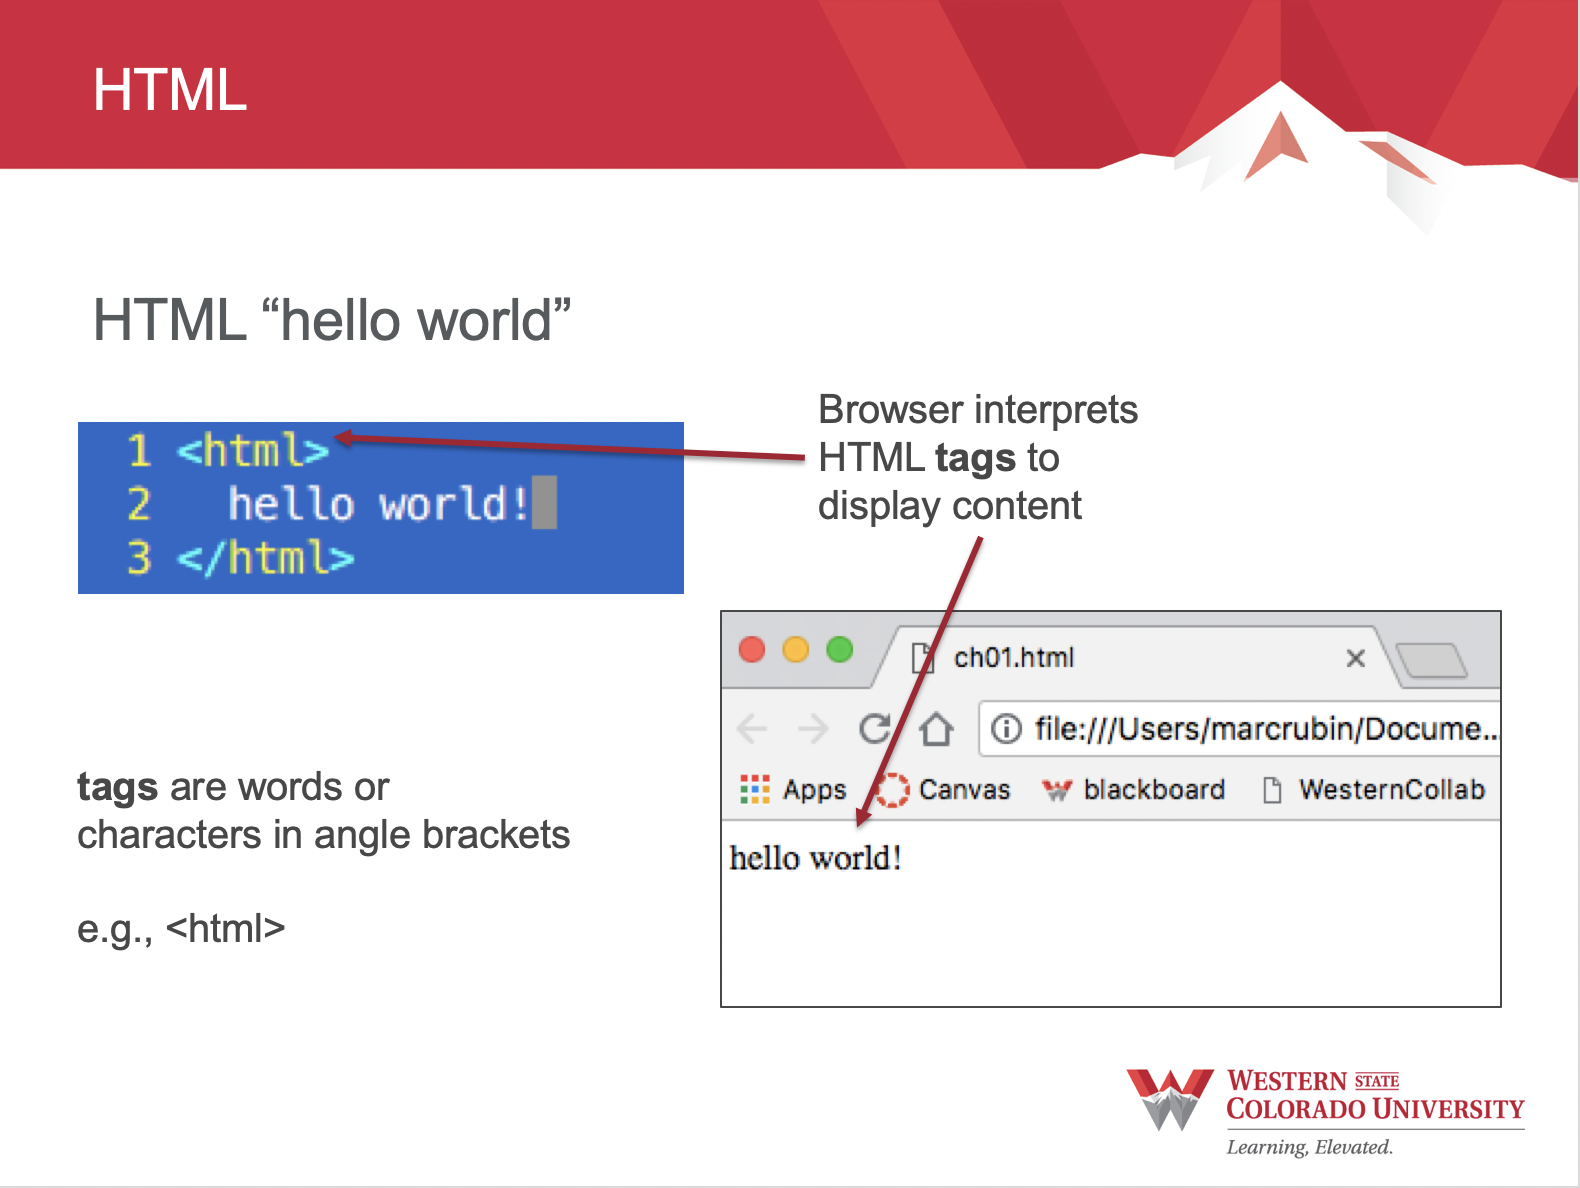 HTML
HTML “hello world”
1 <html>
2 hello world!
3 </html>
Browser interprets
HTML tags to
display content
tags are words or
characters in angle brackets
e.g., <html>
ch01.html
file:///Users/marcrubin/Docume...
Apps Canvas blackboard WesternCollab
hello world!
WESTERN STATE
COLORADO UNIVERSITY
Learning, Elevated.